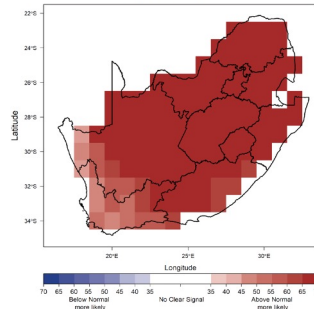 22°S
24°S
26°S
28°S
30°S
32°S
34°S
Latitude
20°E 25°E 30°E
Longitude
70 65 60 55 50 45 40 35 35 40 45 50 55 60 65 70
Below Normal No Clear Signal Above Normal
more likely more likely